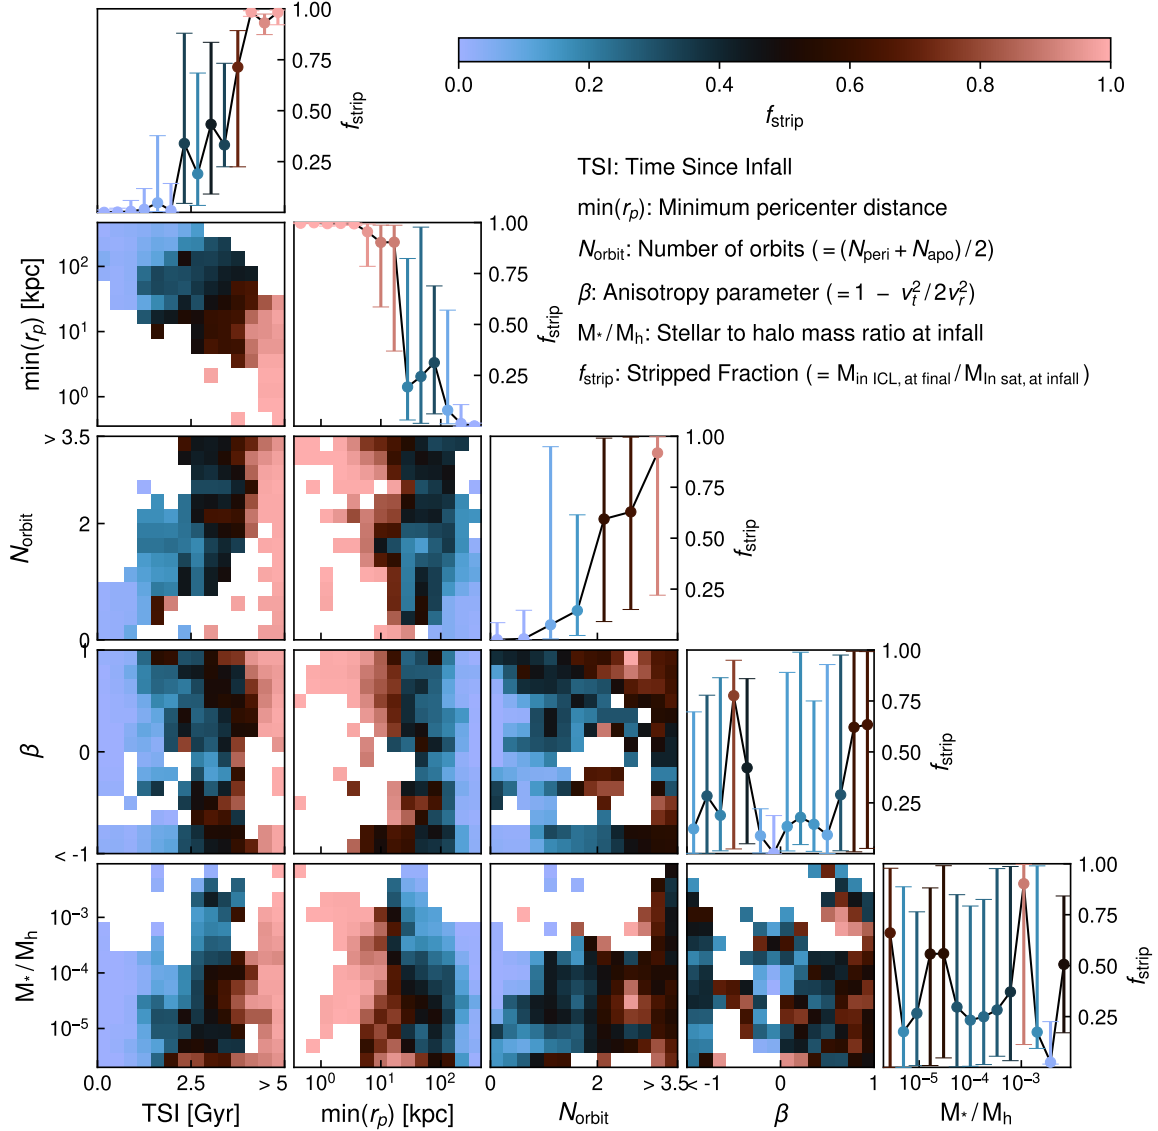 1.00
0.75
0.50
0.25
f_strip
0.0 0.2 0.4 0.6 0.8 1.0
f_strip
TSI: Time Since Infall
min(r_p): Minimum pericenter distance
N_orbit: Number of orbits (=(N_peri + N_apo)/2)
β: Anisotropy parameter (=1 − v_t^2/2v_r^2)
M_*/M_h: Stellar to halo mass ratio at infall
f_strip: Stripped Fraction (= M_in ICL, at final/M_In sat, at infall)
10^2
10^1
10^0
min(r_p) [kpc]
1.00
0.75
0.50
0.25
f_strip
> 3.5
2
0
N_orbit
1.00
0.75
0.50
0.25
f_strip
1
0
< -1
β
1.00
0.75
0.50
0.25
f_strip
10^−3
10^−4
10^−5
M_*/M_h
1.00
0.75
0.50
0.25
f_strip
0.0 2.5 > 5
10^0 10^1 10^2
2 > 3.5
< -1 0 1
10^−5 10^−4 10^−3
TSI [Gyr]
min(r_p) [kpc]
N_orbit
β
M_*/M_h